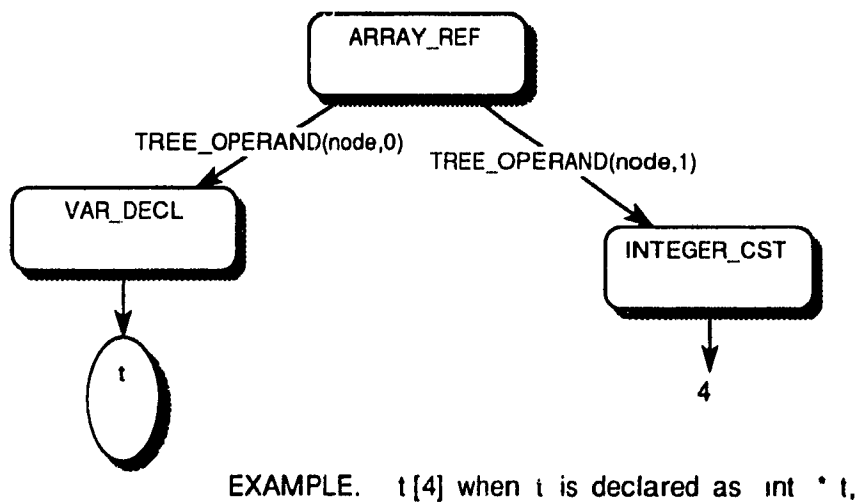 ARRAY_REF
TREE_OPERAND(node,0)
TREE_OPERAND(node,1)
VAR_DECL
INTEGER_CST
t
4
EXAMPLE. t[4] when t is declared as int * t,